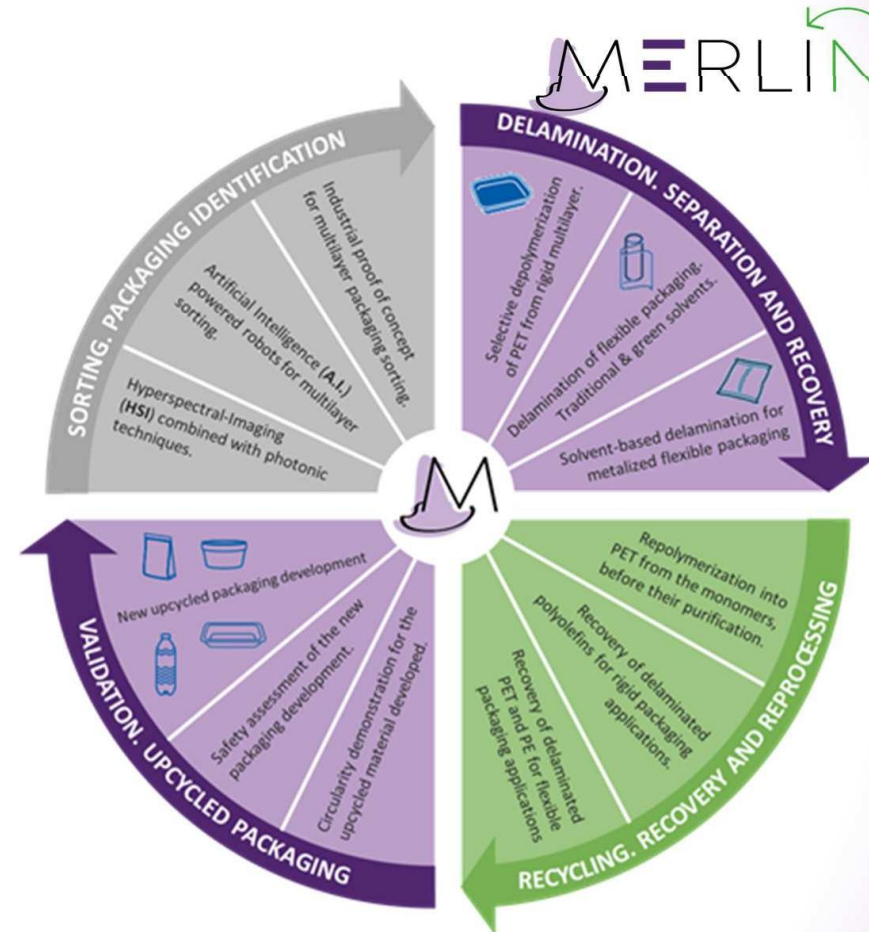 MERLIN
SORTING. PACKAGING IDENTIFICATION
Hyperspectral-Imaging
(HSI) combined with photonic
techniques.
Artificial Intelligence (A.I.)
powered robots for multilayer
sorting.
Industrial proof of concept
for multilayer packaging sorting.
DELAMINATION. SEPARATION AND RECOVERY
Selective depolymerization
of PET from rigid multilayer.
Delamination of flexible packaging.
Traditional & green solvents.
Solvent-based delamination for
metalized flexible packaging
M
RECYCLING. RECOVERY AND REPROCESSING
Repolymerization into
PET from the monomers,
before their purification.
Recovery of delaminated
polyolefins for rigid packaging
applications.
Recovery of delaminated
PET and PE for flexible
packaging applications
VALIDATION. UPCYCLED PACKAGING
Circularity demonstration for the
upcycled material developed.
Safety assessment of the new
packaging development.
New upcycled packaging development